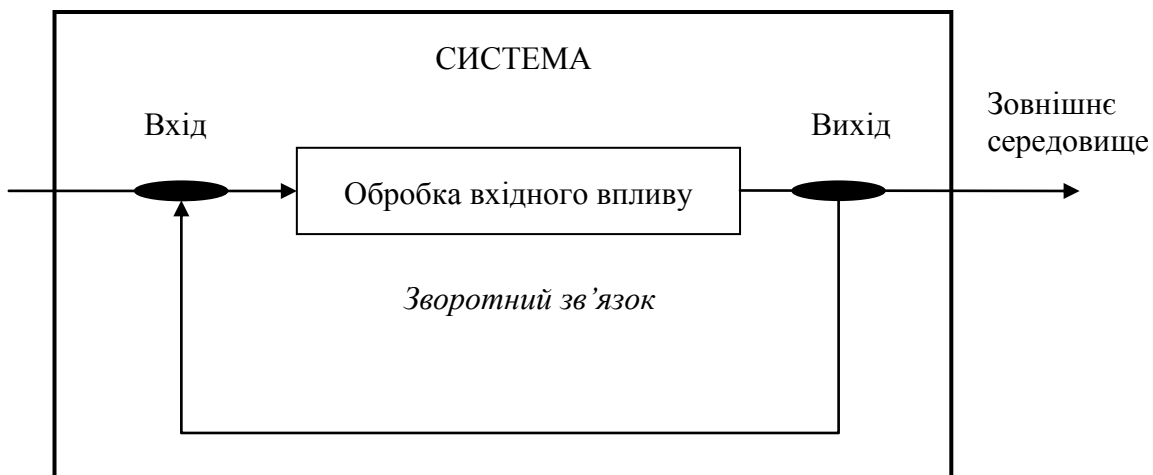 СИСТЕМА
Вхід
Вихід
Зовнішнє
середовище
Обробка вхідного впливу
Зворотний зв’язок